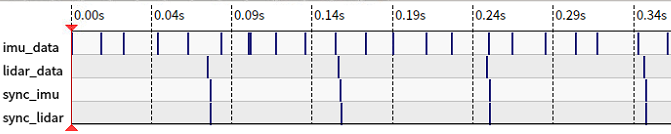 0.00s 0.04s 0.09s 0.14s 0.19s 0.24s 0.29s 0.34s
imu_data
lidar_data
sync_imu
sync_lidar